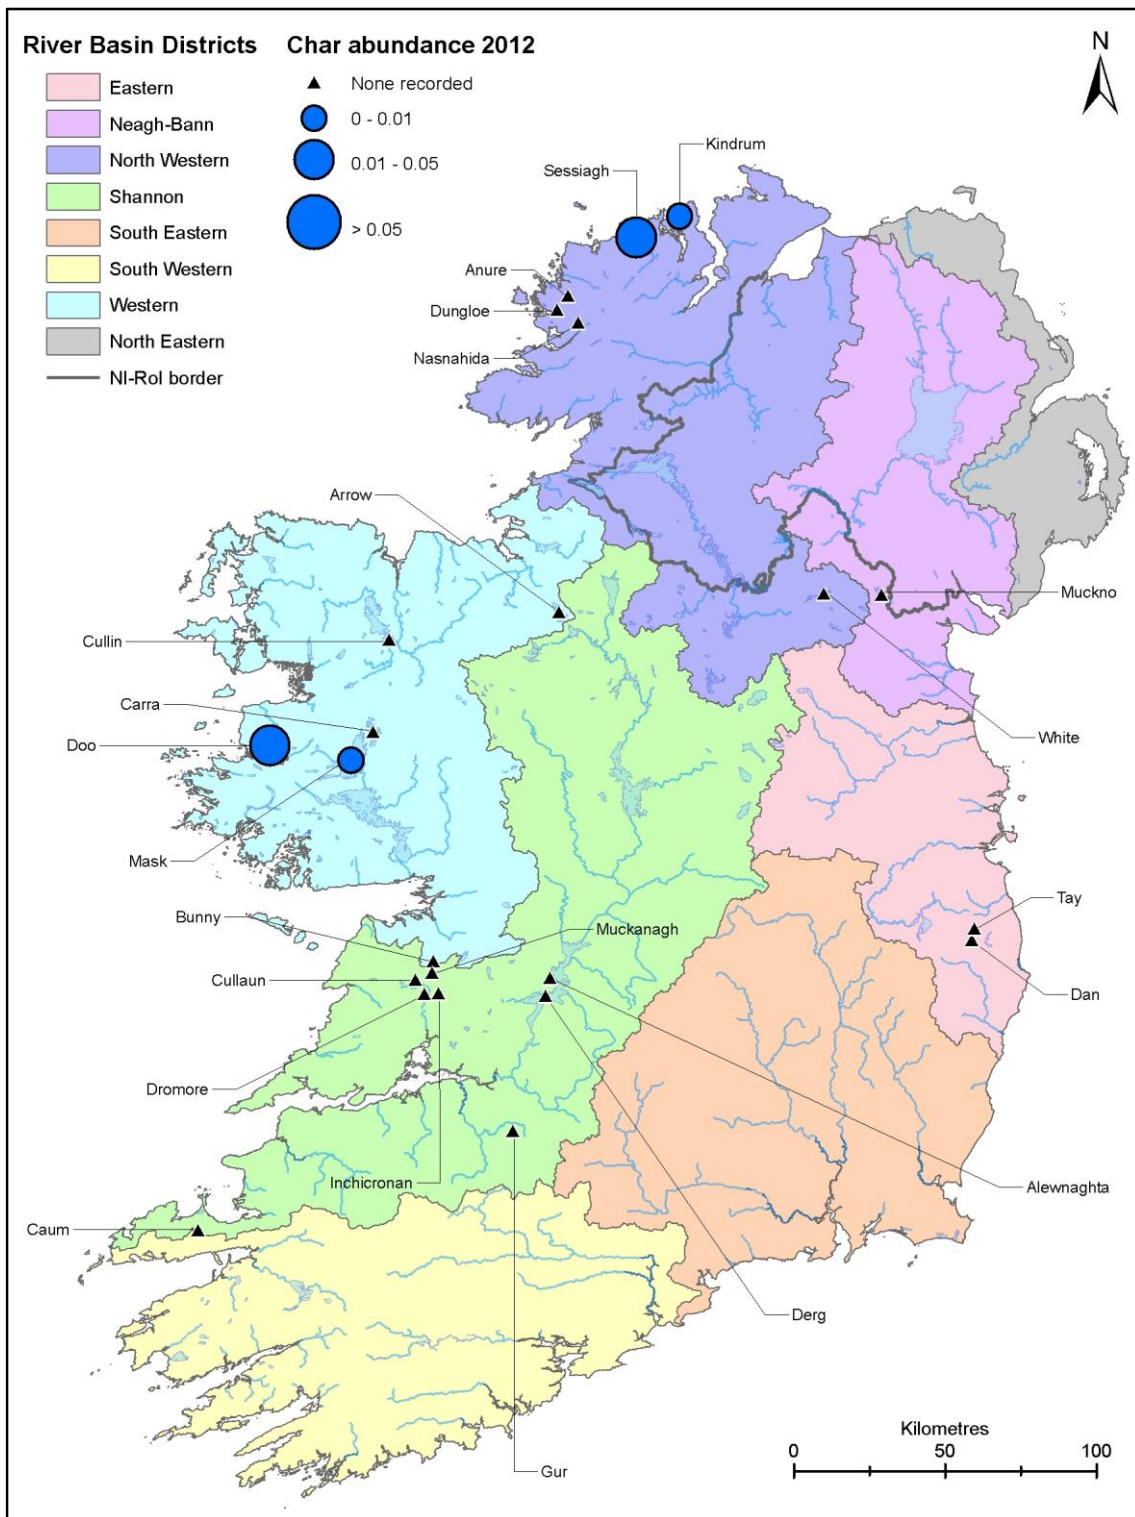 River Basin Districts
Eastern
Neagh-Bann
North Western
Shannon
South Eastern
South Western
Western
North Eastern
NI-RoI border
Char abundance 2012
None recorded
0 - 0.01
0.01 - 0.05
> 0.05
N
Kindrum
Sessiagh
Anure
Dungloe
Nasnahida
Arrow
Muckno
Cullin
Carra
White
Doo
Mask
Tay
Bunny
Muckanagh
Cullaun
Dan
Dromore
Inchicronan
Alewnaghta
Caum
Derg
Gur
Kilometres
0 50 100